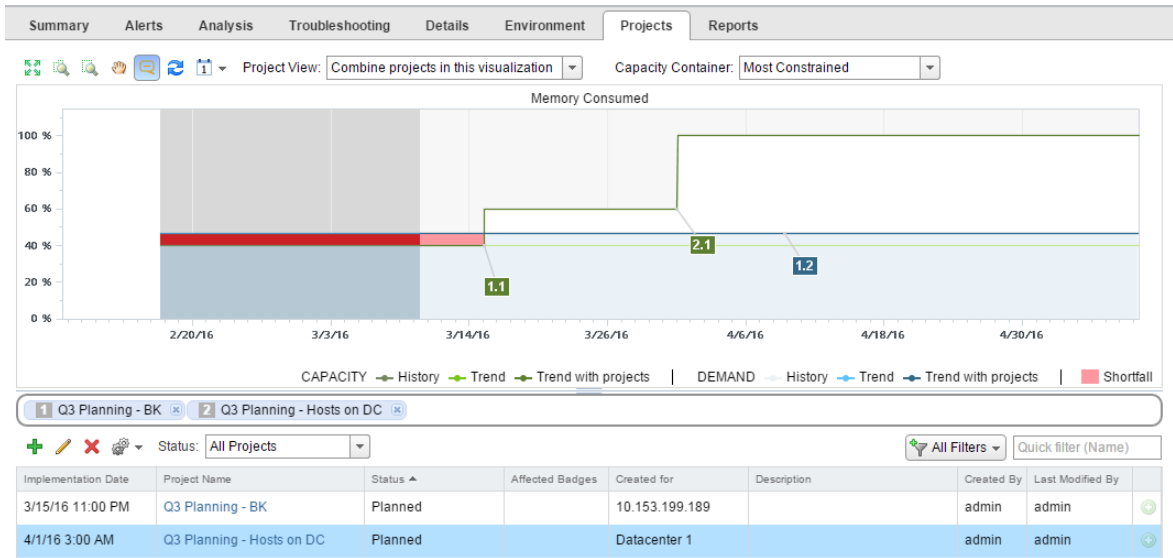 Summary Alerts Analysis Troubleshooting Details Environment Projects Reports
1 Project View: Combine projects in this visualization Capacity Container: Most Constrained
Memory Consumed
100 %
80 %
60 %
40 %
20 %
0 %
2.1
1.2
1.1
2/20/16 3/3/16 3/14/16 3/26/16 4/6/16 4/18/16 4/30/16
CAPACITY History Trend Trend with projects | DEMAND History Trend Trend with projects | Shortfall
1 Q3 Planning - BK 2 Q3 Planning - Hosts on DC
Status: All Projects All Filters Quick filter (Name)
Implementation Date Project Name Status Affected Badges Created for Description Created By Last Modified By
3/15/16 11:00 PM Q3 Planning - BK Planned 10.153.199.189 admin admin
4/1/16 3:00 AM Q3 Planning - Hosts on DC Planned Datacenter 1 admin admin